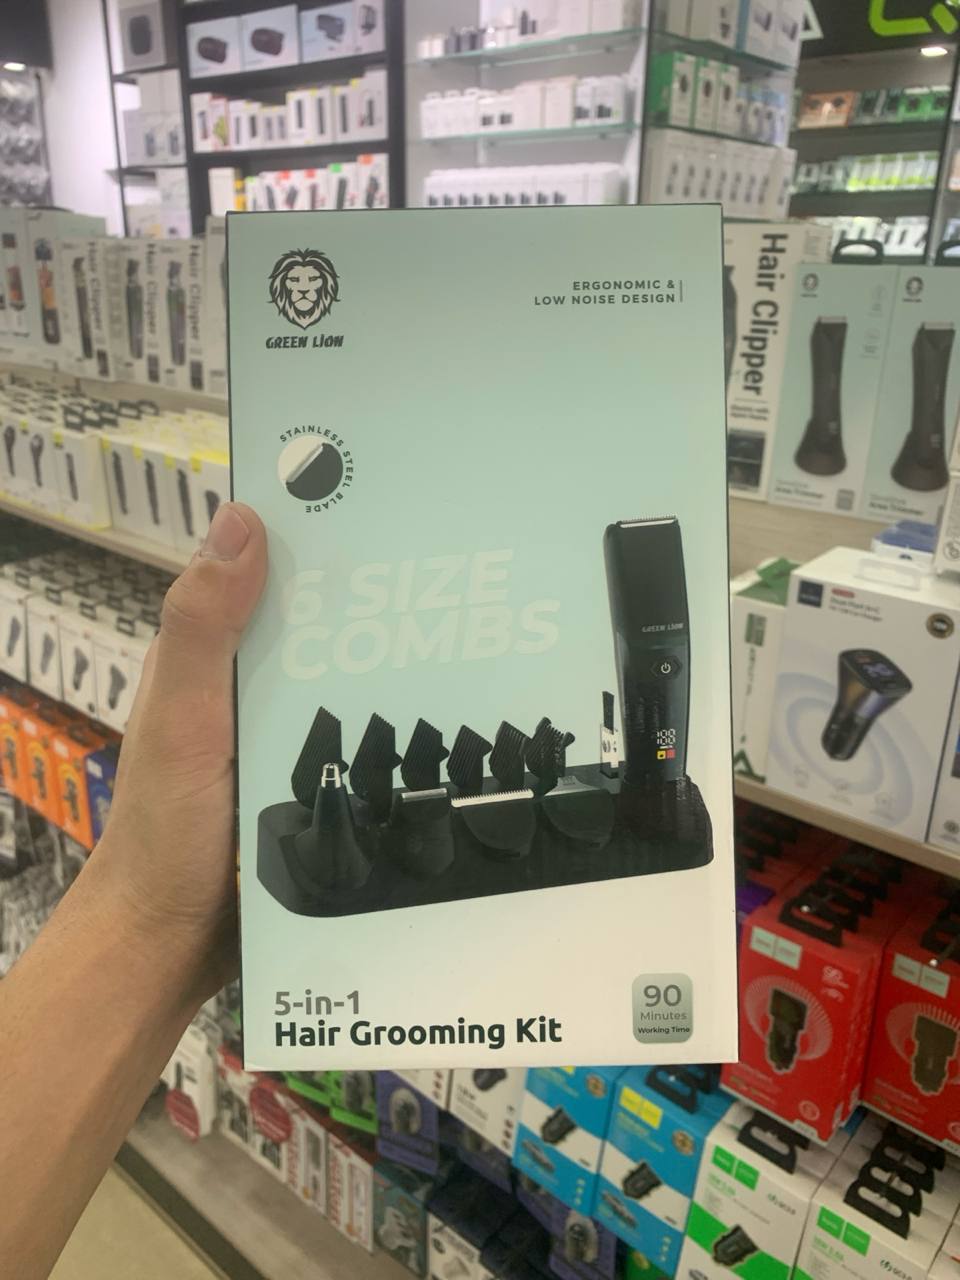 GREEN LION
ERGONOMIC &
LOW NOISE DESIGN
STAINLESS STEEL BLADE
6 SIZE
COMBS
GREEN LION
5-in-1
Hair Grooming Kit
90
Minutes
Working Time
Hair Clipper
Hair Clipper
Hair Clipper
Hair Clipper